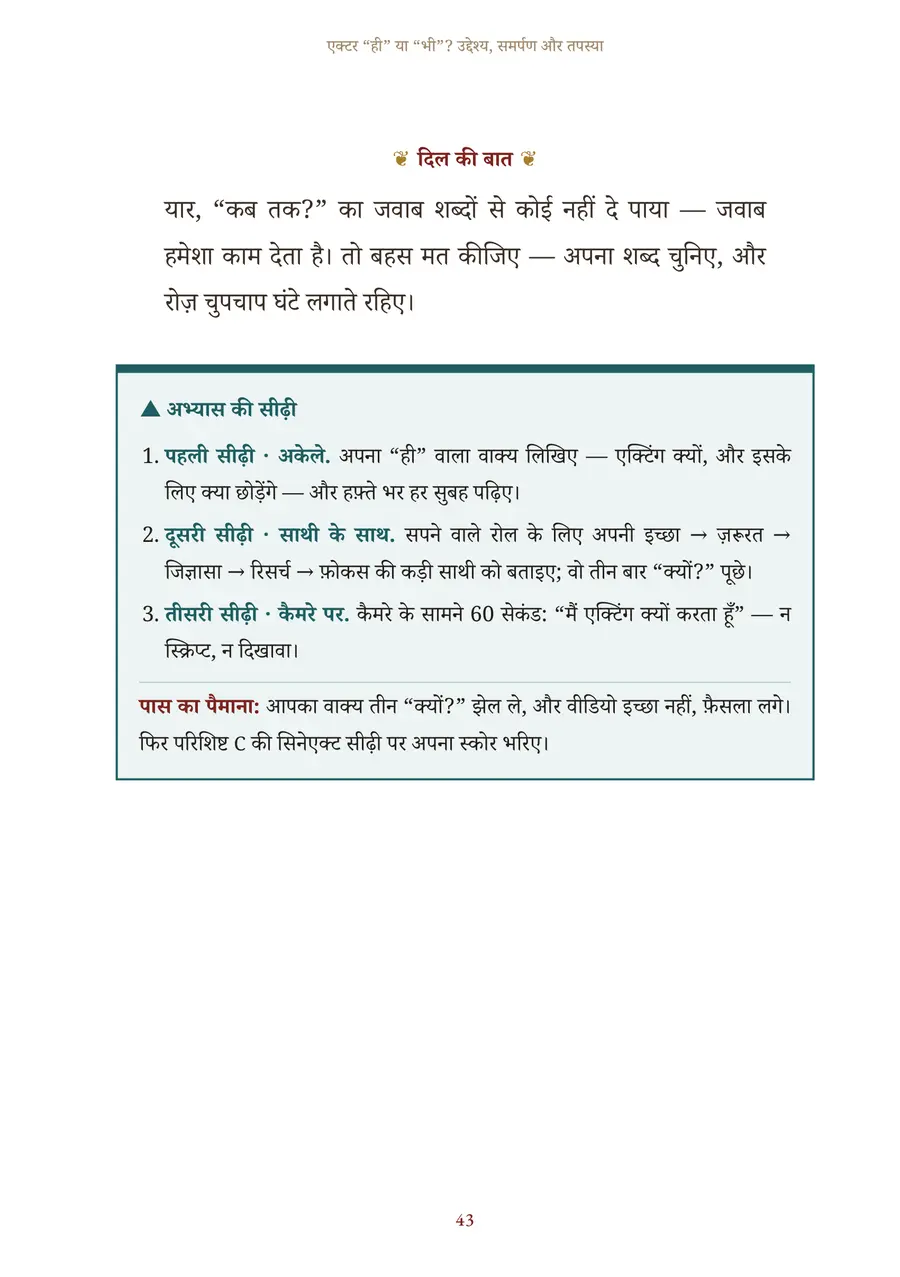 एक्टर “ही” या “भी”? उद्देश्य, समर्पण और तपस्या
❦ दिल की बात ❦
यार, “कब तक?” का जवाब शब्दों से कोई नहीं दे पाया — जवाब
हमेशा काम देता है। तो बहस मत कीजिए — अपना शब्द चुनिए, और
रोज़ चुपचाप घंटे लगाते रहिए।
▲ अभ्यास की सीढ़ी
1. पहली सीढ़ी · अकेले. अपना “ही” वाला वाक्य लिखिए — एक्टिंग क्यों, और इसके
लिए क्या छोड़ेंगे — और हफ़्ते भर हर सुबह पढ़िए।
2. दूसरी सीढ़ी · साथी के साथ. सपने वाले रोल के लिए अपनी इच्छा → ज़रूरत →
जिज्ञासा → रिसर्च → फ़ोकस की कड़ी साथी को बताइए; वो तीन बार “क्यों?” पूछे।
3. तीसरी सीढ़ी · कैमरे पर. कैमरे के सामने 60 सेकंड: “मैं एक्टिंग क्यों करता हूँ” — न
स्क्रिप्ट, न दिखावा।
पास का पैमाना: आपका वाक्य तीन “क्यों?” झेल ले, और वीडियो इच्छा नहीं, फ़ैसला लगे।
फिर परिशिष्ट C की सिनेएक्ट सीढ़ी पर अपना स्कोर भरिए।
43